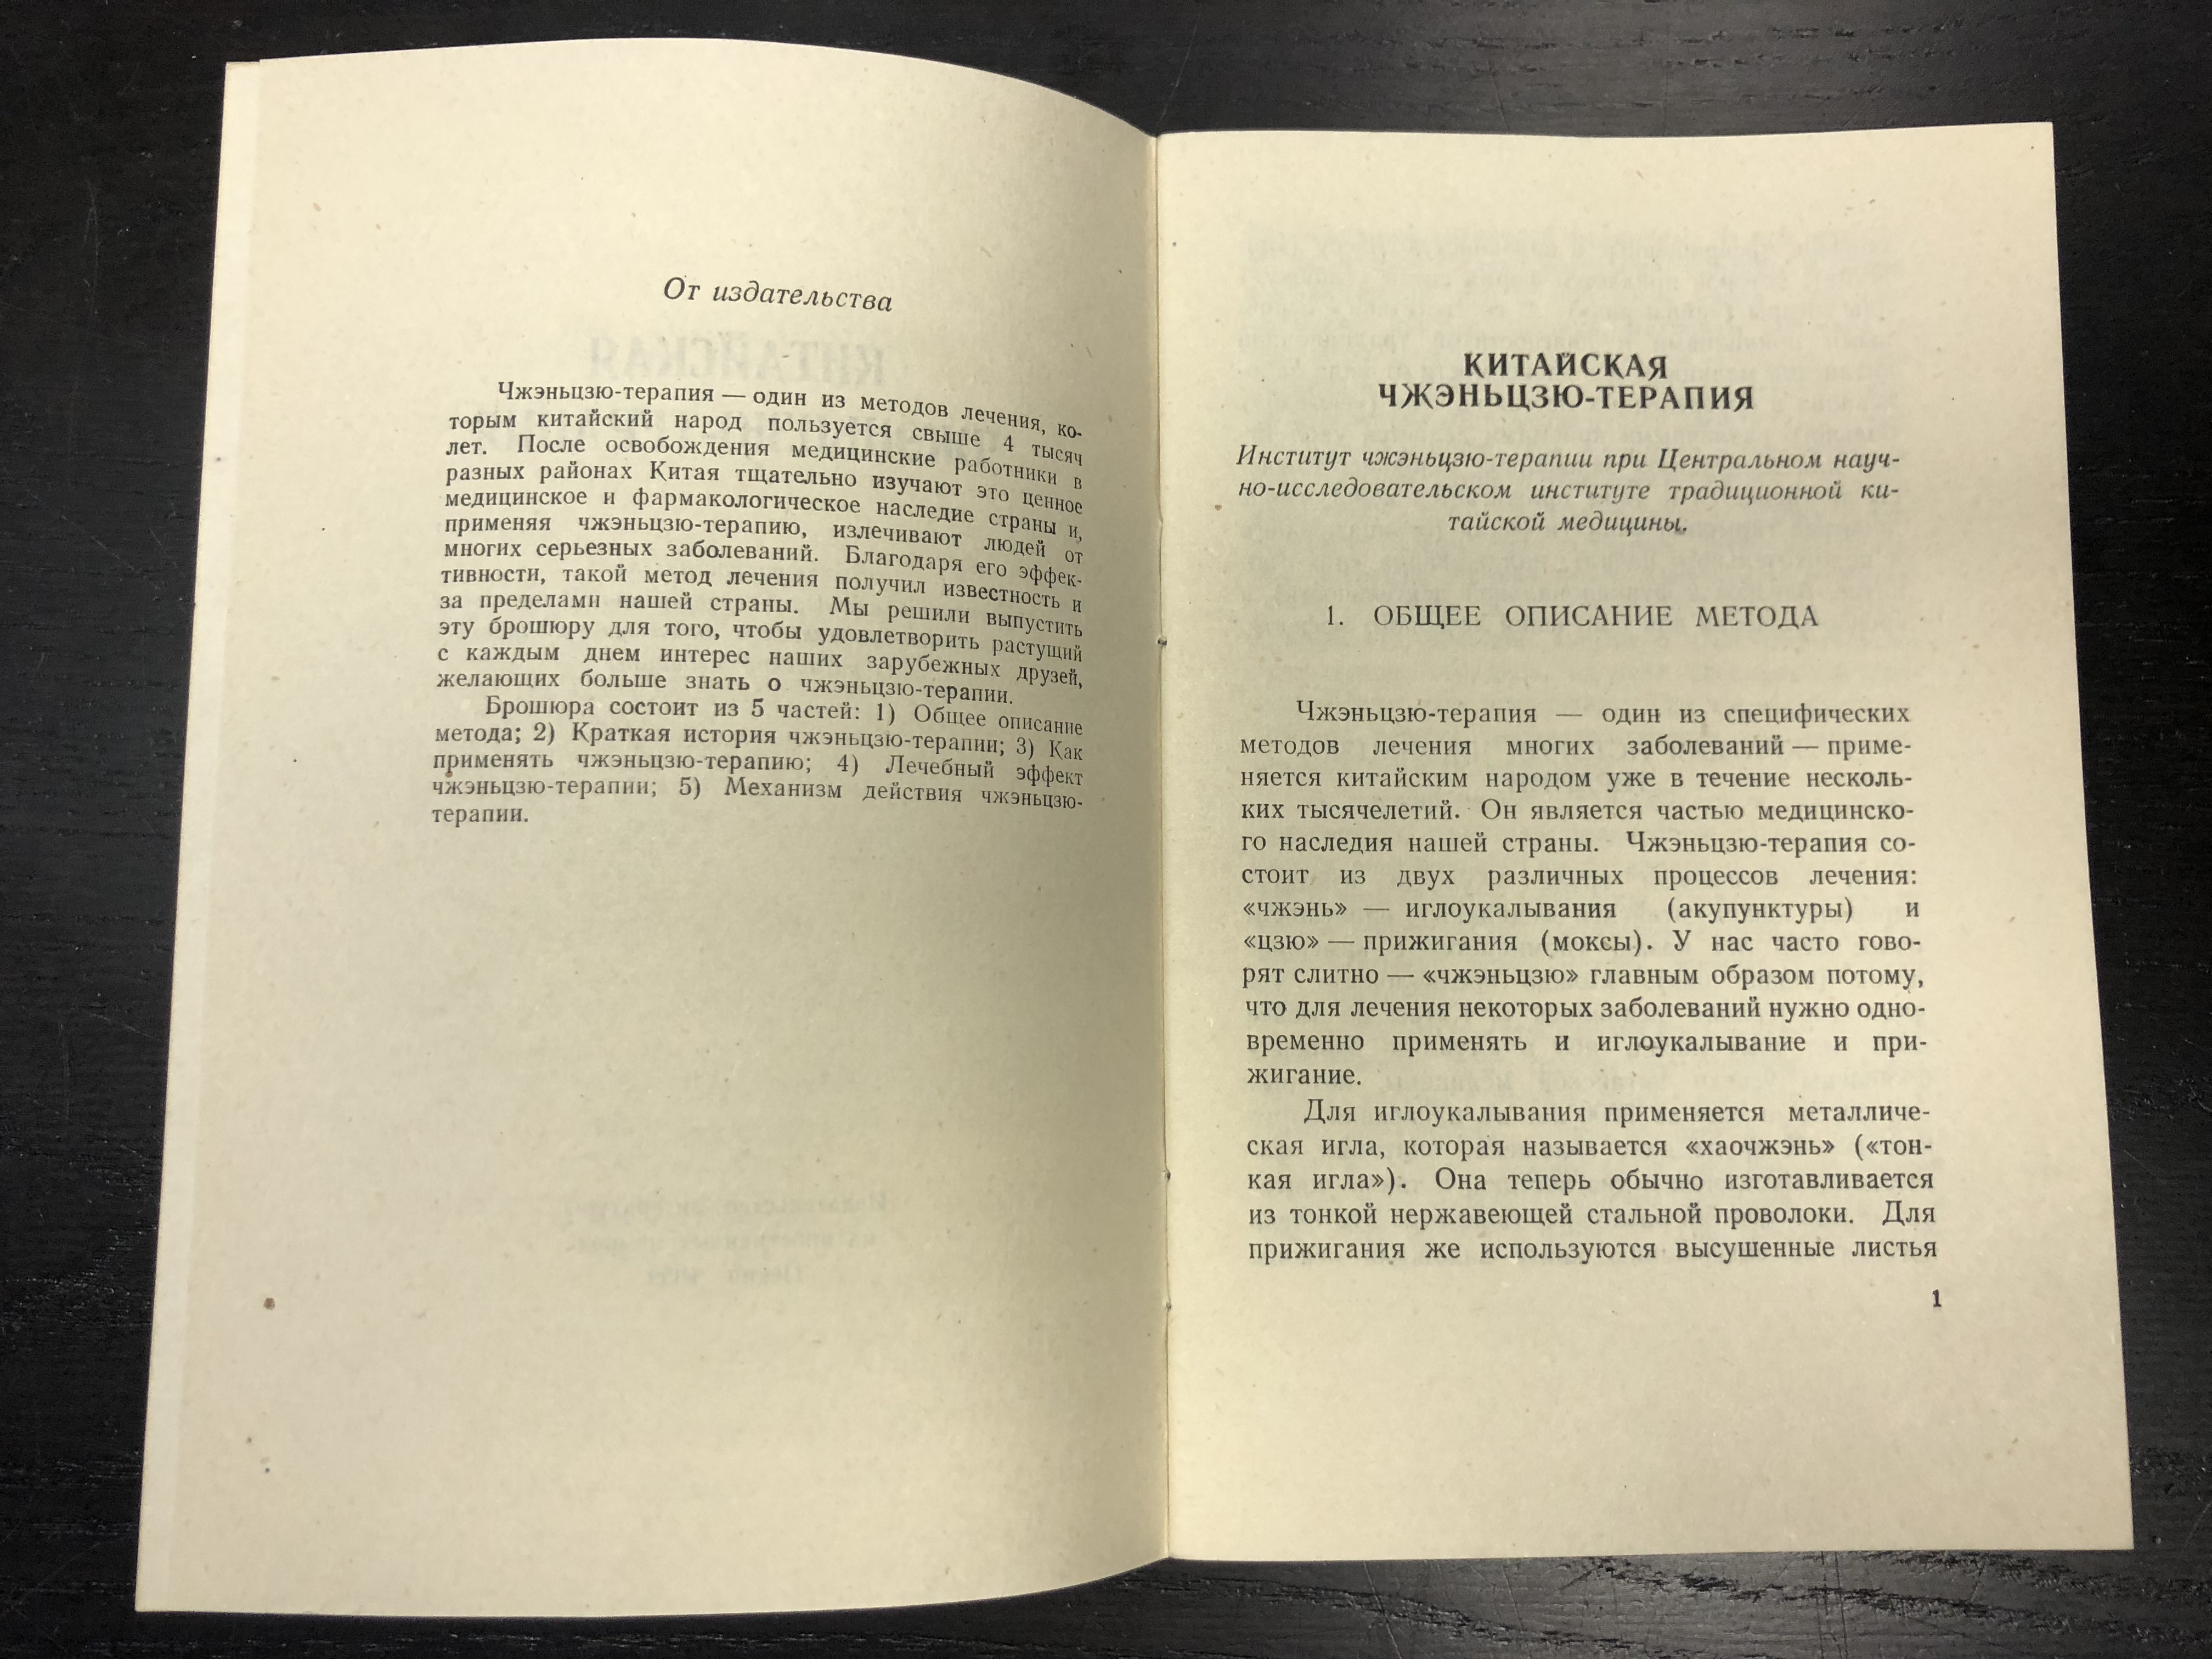 От издательства
Чжэньцзю-терапия — один из методов лечения, ко-
торым китайский народ пользуется свыше 4 тысяч
лет. После освобождения медицинские работники в
разных районах Китая тщательно изучают это ценное
медицинское и фармакологическое наследие страны и,
применяя чжэньцзю-терапию, излечивают людей от
многих серьезных заболеваний. Благодаря его эффек-
тивности, такой метод лечения получил известность и
за пределами нашей страны. Мы решили выпустить
эту брошюру для того, чтобы удовлетворить растущий
с каждым днем интерес наших зарубежных друзей,
желающих больше знать о чжэньцзю-терапии.
Брошюра состоит из 5 частей: 1) Общее описание
метода; 2) Краткая история чжэньцзю-терапии; 3) Как
применять чжэньцзю-терапию; 4) Лечебный эффект
чжэньцзю-терапии; 5) Механизм действия чжэньцзю-
терапии.
КИТАЙСКАЯ
ЧЖЭНЬЦЗЮ-ТЕРАПИЯ
Институт чжэньцзю-терапии при Центральном науч-
но-исследовательском институте традиционной ки-
тайской медицины.
1. ОБЩЕЕ ОПИСАНИЕ МЕТОДА
Чжэньцзю-терапия — один из специфических
методов лечения многих заболеваний — приме-
няется китайским народом уже в течение несколь-
ких тысячелетий. Он является частью медицинско-
го наследия нашей страны. Чжэньцзю-терапия со-
стоит из двух различных процессов лечения:
«чжэнь» — иглоукалывания (акупунктуры) и
«цзю» — прижигания (моксы). У нас часто гово-
рят слитно — «чжэньцзю» главным образом потому,
что для лечения некоторых заболеваний нужно одно-
временно применять и иглоукалывание и при-
жигание.
Для иглоукалывания применяется металличе-
ская игла, которая называется «хаочжэнь» («тон-
кая игла»). Она теперь обычно изготавливается
из тонкой нержавеющей стальной проволоки. Для
прижигания же используются высушенные листья
1